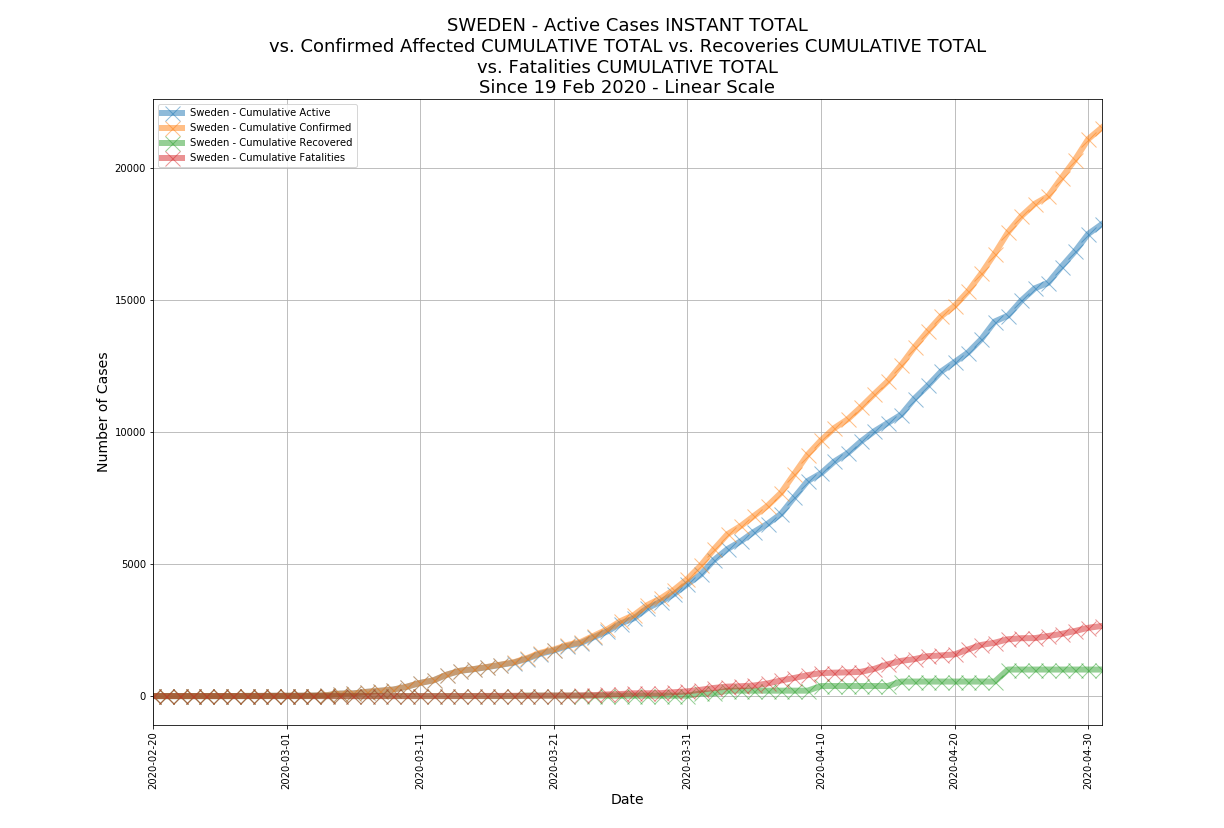 SWEDEN - Active Cases INSTANT TOTAL
vs. Confirmed Affected CUMULATIVE TOTAL vs. Recoveries CUMULATIVE TOTAL
vs. Fatalities CUMULATIVE TOTAL
Since 19 Feb 2020 - Linear Scale
Sweden - Cumulative Active
Sweden - Cumulative Confirmed
Sweden - Cumulative Recovered
Sweden - Cumulative Fatalities
Number of Cases
20000
15000
10000
5000
0
2020-02-20
2020-03-01
2020-03-11
2020-03-21
2020-03-31
2020-04-10
2020-04-20
2020-04-30
Date